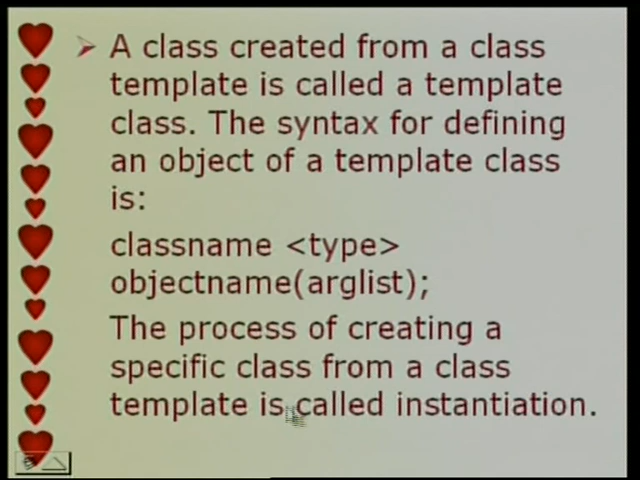 A class created from a class
template is called a template
class. The syntax for defining
an object of a template class
is:
classname <type>
objectname(arglist);
The process of creating a
specific class from a class
template is called instantiation.